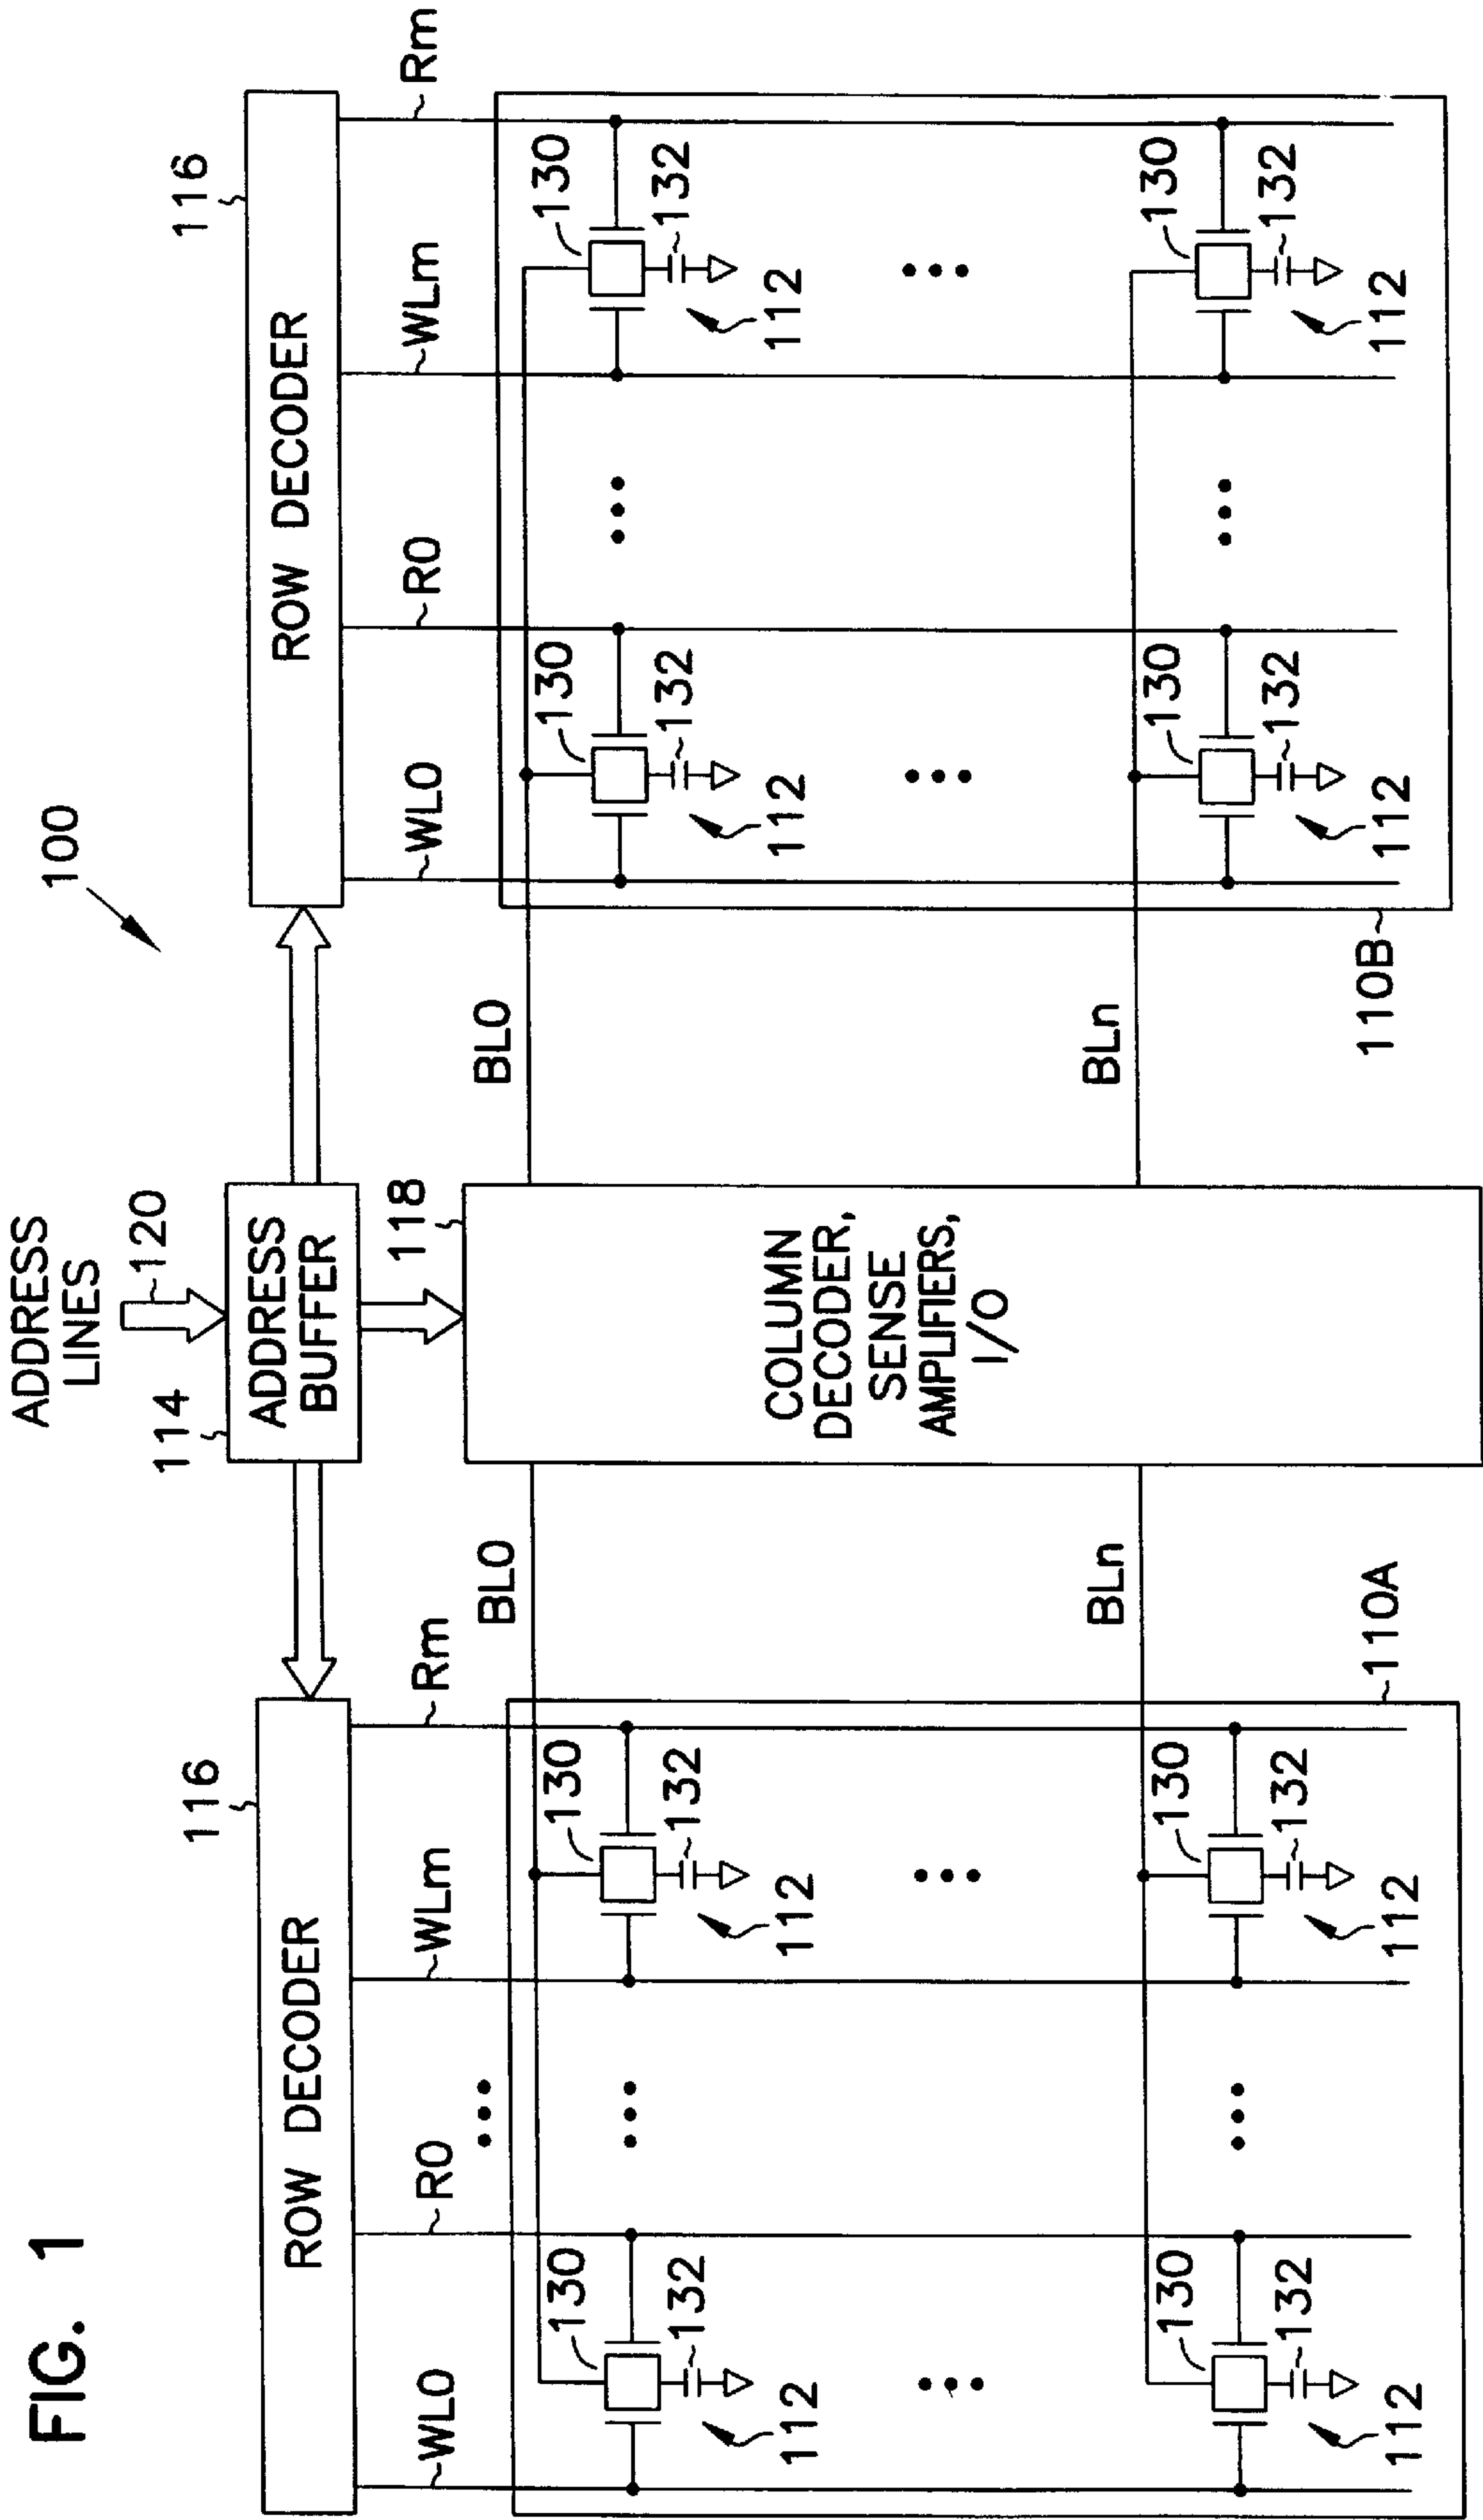 FIG. 1
ADDRESS
LINES
120
100
114
ADDRESS
BUFFER
116
ROW DECODER
116
ROW DECODER
118
WL0
R0
WLm
Rm
WL0
R0
WLm
Rm
BL0
BL0
130
132
112
130
132
112
130
132
112
130
132
112
COLUMN
DECODER,
SENSE
AMPLIFIERS,
I/O
BLn
BLn
130
132
112
130
132
112
130
132
112
130
132
112
110A
110B